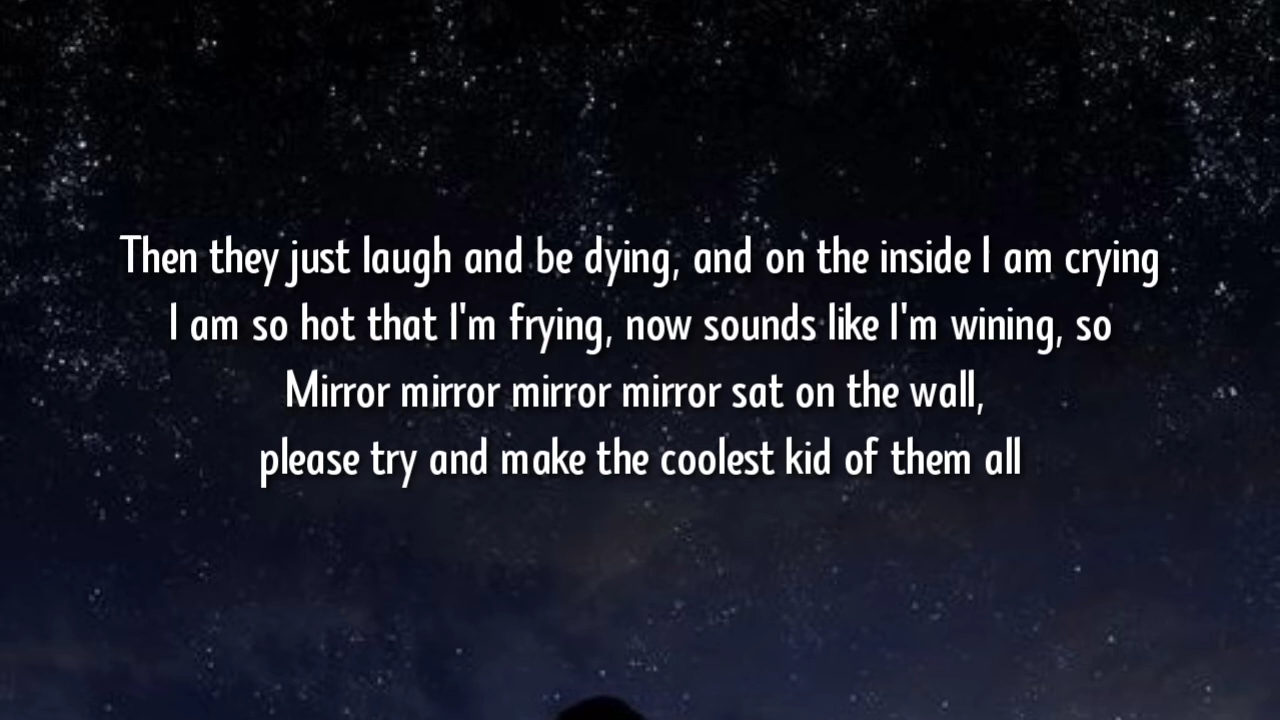 Then they just laugh and be dying, and on the inside I am crying
I am so hot that I'm frying, now sounds like I'm wining, so
Mirror mirror mirror mirror sat on the wall,
please try and make the coolest kid of them all